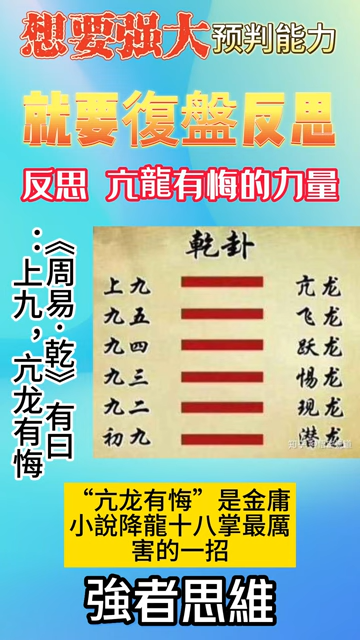 想要强大预判能力
就要復盤反思
反思 亢龍有悔的力量
《周易·乾》有曰
：上九，亢龙有悔
乾卦
上九 亢龙
九五 飞龙
九四 跃龙
九三 惕龙
九二 现龙
初九 潜龙
“亢龙有悔”是金庸
小說降龍十八掌最厲
害的一招
強者思維